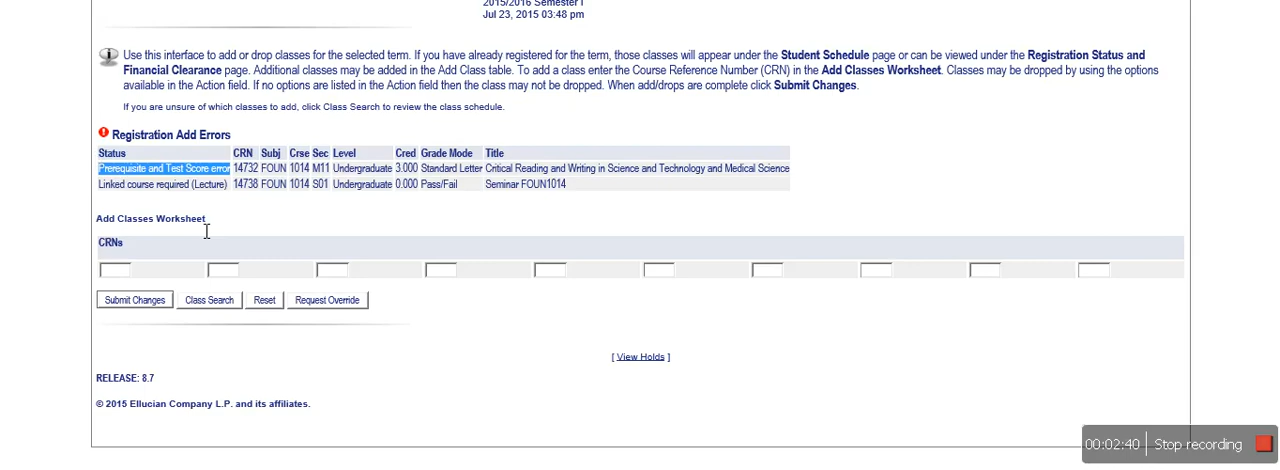 2015/2016 Semester I
Jul 23, 2015 03:48 pm
Use this interface to add or drop classes for the selected term. If you have already registered for the term, those classes will appear under the Student Schedule page or can be viewed under the Registration Status and
Financial Clearance page. Additional classes may be added in the Add Class table. To add a class enter the Course Reference Number (CRN) in the Add Classes Worksheet. Classes may be dropped by using the options
available in the Action field. If no options are listed in the Action field then the class may not be dropped. When add/drops are complete click Submit Changes.
If you are unsure of which classes to add, click Class Search to review the class schedule.
Registration Add Errors
Status CRN Subj Crse Sec Level Cred Grade Mode Title
Prerequisite and Test Score error 14732 FOUN 1014 M11 Undergraduate 3.000 Standard Letter Critical Reading and Writing in Science and Technology and Medical Science
Linked course required (Lecture) 14738 FOUN 1014 S01 Undergraduate 0.000 Pass/Fail Seminar FOUN1014
Add Classes Worksheet
CRNs
Submit Changes Class Search Reset Request Override
[ View Holds ]
RELEASE: 8.7
© 2015 Ellucian Company L.P. and its affiliates.
00:02:40 Stop recording